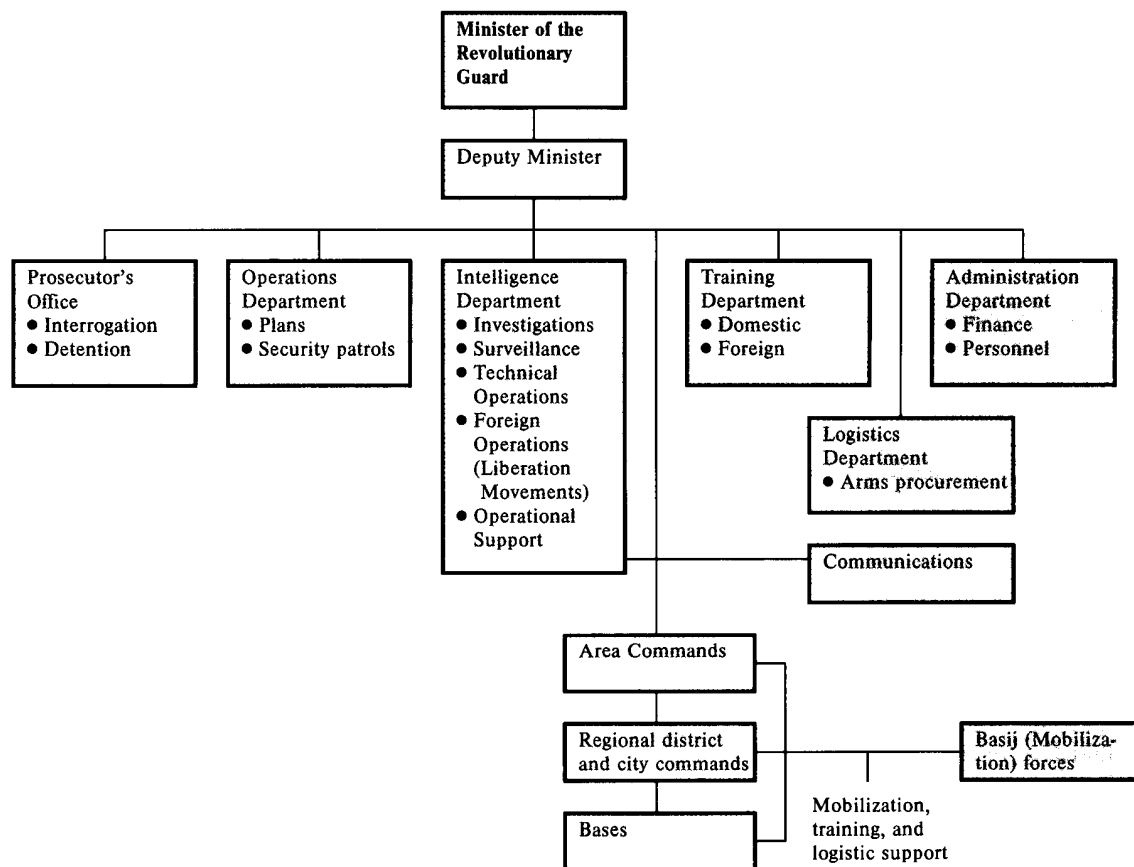 Minister of the
Revolutionary
Guard
Deputy Minister
Prosecutor's
Office
● Interrogation
● Detention
Operations
Department
● Plans
● Security patrols
Intelligence
Department
● Investigations
● Surveillance
● Technical
Operations
● Foreign
Operations
(Liberation
Movements)
● Operational
Support
Training
Department
● Domestic
● Foreign
Administration
Department
● Finance
● Personnel
Logistics
Department
● Arms procurement
Communications
Area Commands
Regional district
and city commands
Basij (Mobiliza-
tion) forces
Bases
Mobilization,
training, and
logistic support